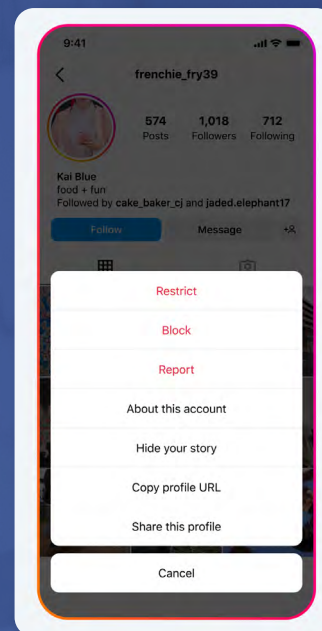 9:41
frenchie_fry39
574 1,018 712
Posts Followers Following
Kai Blue
food + fun
Followed by cake_baker_cj and jaded.elephant17
Follow Message
Restrict
Block
Report
About this account
Hide your story
Copy profile URL
Share this profile
Cancel